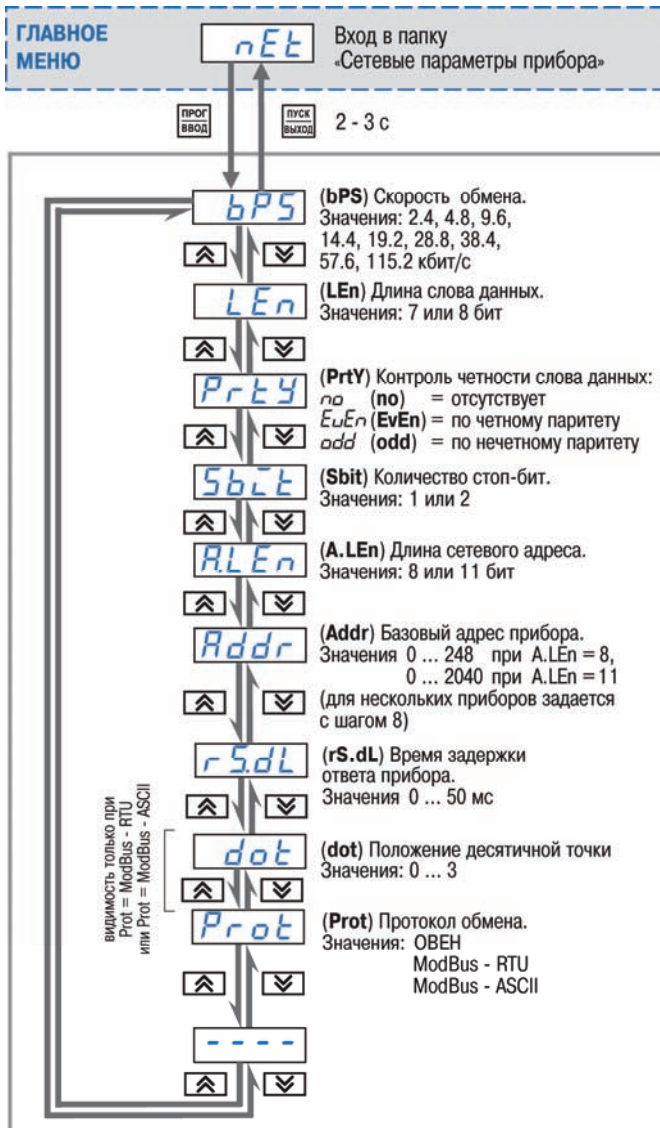 ГЛАВНОЕ
МЕНЮ
nEt
Вход в папку
«Сетевые параметры прибора»
ПРОГ
ВВОД
ПУСК
ВЫХОД
2 - 3 с
bPS
(bPS) Скорость обмена.
Значения: 2.4, 4.8, 9.6,
14.4, 19.2, 28.8, 38.4,
57.6, 115.2 кбит/с
LEn
(LEn) Длина слова данных.
Значения: 7 или 8 бит
PrtY
(PrtY) Контроль четности слова данных:
no (no) = отсутствует
EvEn (EvEn) = по четному паритету
odd (odd) = по нечетному паритету
Sbit
(Sbit) Количество стоп-бит.
Значения: 1 или 2
A.LEn
(A.LEn) Длина сетевого адреса.
Значения: 8 или 11 бит
Addr
(Addr) Базовый адрес прибора.
Значения 0 ... 248 при A.LEn = 8,
0 ... 2040 при A.LEn = 11
(для нескольких приборов задается
с шагом 8)
rS.dL
(rS.dL) Время задержки
ответа прибора.
Значения 0 ... 50 мс
видимость только при
Prot = ModBus - RTU
или Prot = ModBus - ASCII
dot
(dot) Положение десятичной точки
Значения: 0 ... 3
Prot
(Prot) Протокол обмена.
Значения: ОВЕН
ModBus - RTU
ModBus - ASCII
- - - -